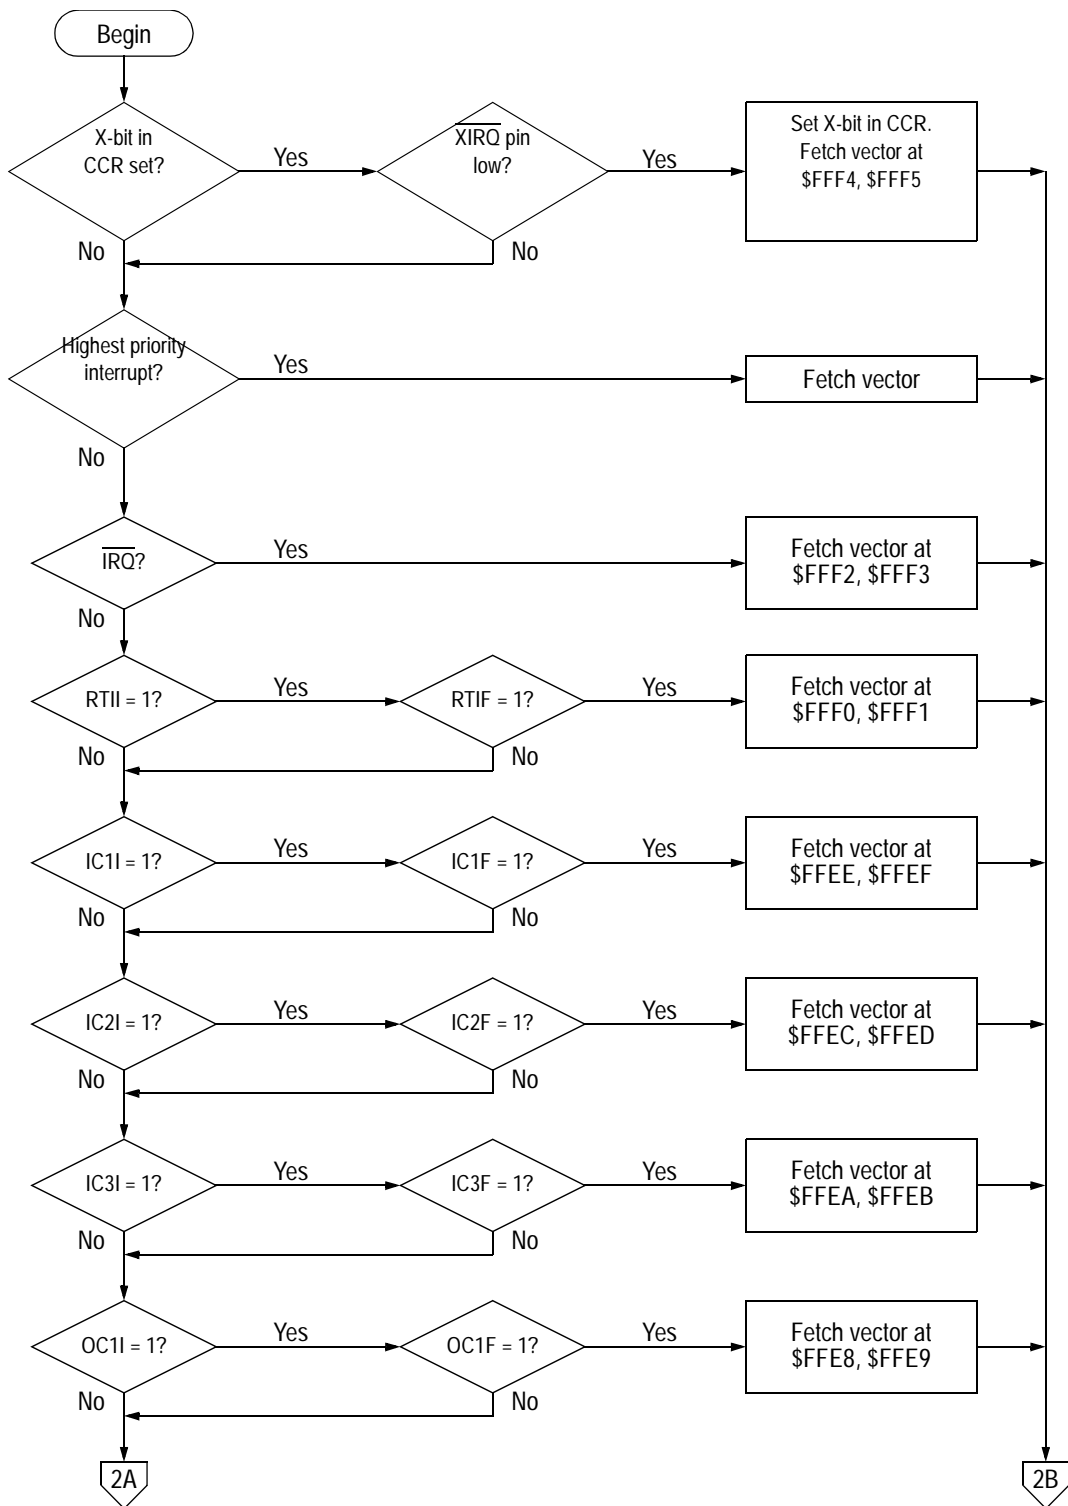 Begin
X-bit in
CCR set?
Yes
XIRQ pin
low?
Yes
Set X-bit in CCR.
Fetch vector at
$FFF4, $FFF5
No
No
Highest priority
interrupt?
Yes
Fetch vector
No
IRQ?
Yes
Fetch vector at
$FFF2, $FFF3
No
RTII = 1?
Yes
RTIF = 1?
Yes
Fetch vector at
$FFF0, $FFF1
No
No
IC1I = 1?
Yes
IC1F = 1?
Yes
Fetch vector at
$FFEE, $FFEF
No
No
IC2I = 1?
Yes
IC2F = 1?
Yes
Fetch vector at
$FFEC, $FFED
No
No
IC3I = 1?
Yes
IC3F = 1?
Yes
Fetch vector at
$FFEA, $FFEB
No
No
OC1I = 1?
Yes
OC1F = 1?
Yes
Fetch vector at
$FFE8, $FFE9
No
No
2A
2B